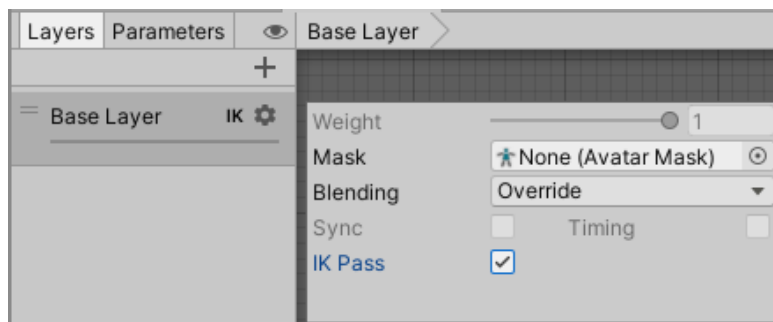 Layers Parameters Base Layer
Base Layer IK
Weight 1
Mask None (Avatar Mask)
Blending Override
Sync Timing
IK Pass